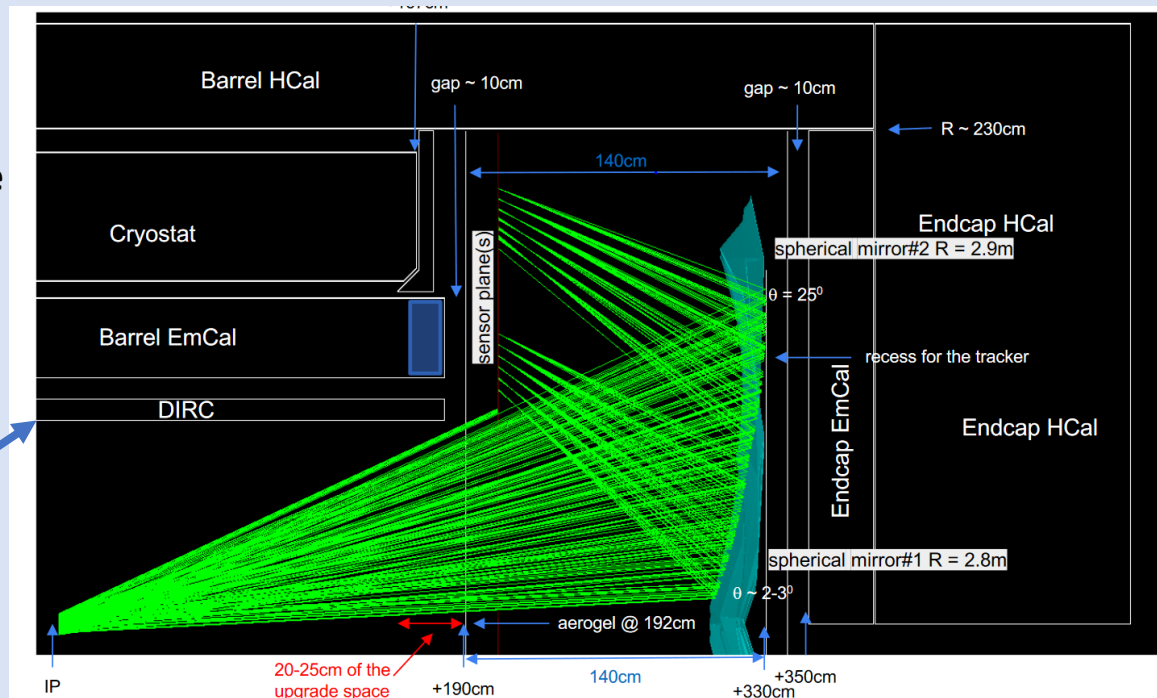 Barrel HCal
gap ~ 10cm
gap ~ 10cm
R ~ 230cm
140cm
Cryostat
sensor plane(s)
Endcap HCal
spherical mirror#2 R = 2.9m
θ = 25⁰
Barrel EmCal
recess for the tracker
DIRC
Endcap EmCal
Endcap HCal
spherical mirror#1 R = 2.8m
θ ~ 2-3⁰
aerogel @ 192cm
20-25cm of the
upgrade space
140cm
+350cm
IP
+190cm
+330cm